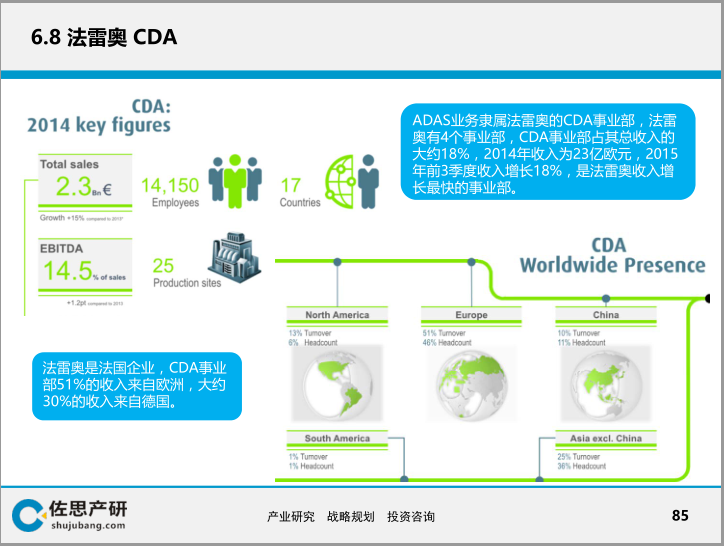 6.8 法雷奥 CDA
CDA:
2014 key figures
Total sales
2.3 Bn €
Growth +15% compared to 2013*
EBITDA
14.5 % of sales
+1.2pt compared to 2013
14,150
Employees
17
Countries
25
Production sites
ADAS业务隶属法雷奥的CDA事业部，法雷
奥有4个事业部，CDA事业部占其总收入的
大约18%，2014年收入为23亿欧元，2015
年前3季度收入增长18%，是法雷奥收入增
长最快的事业部。
法雷奥是法国企业，CDA事业
部51%的收入来自欧洲，大约
30%的收入来自德国。
CDA
Worldwide Presence
North America
13% Turnover
6% Headcount
Europe
51% Turnover
46% Headcount
China
10% Turnover
11% Headcount
South America
1% Turnover
1% Headcount
Asia excl. China
25% Turnover
36% Headcount
佐思产研
shujubang.com
产业研究 战略规划 投资咨询
85